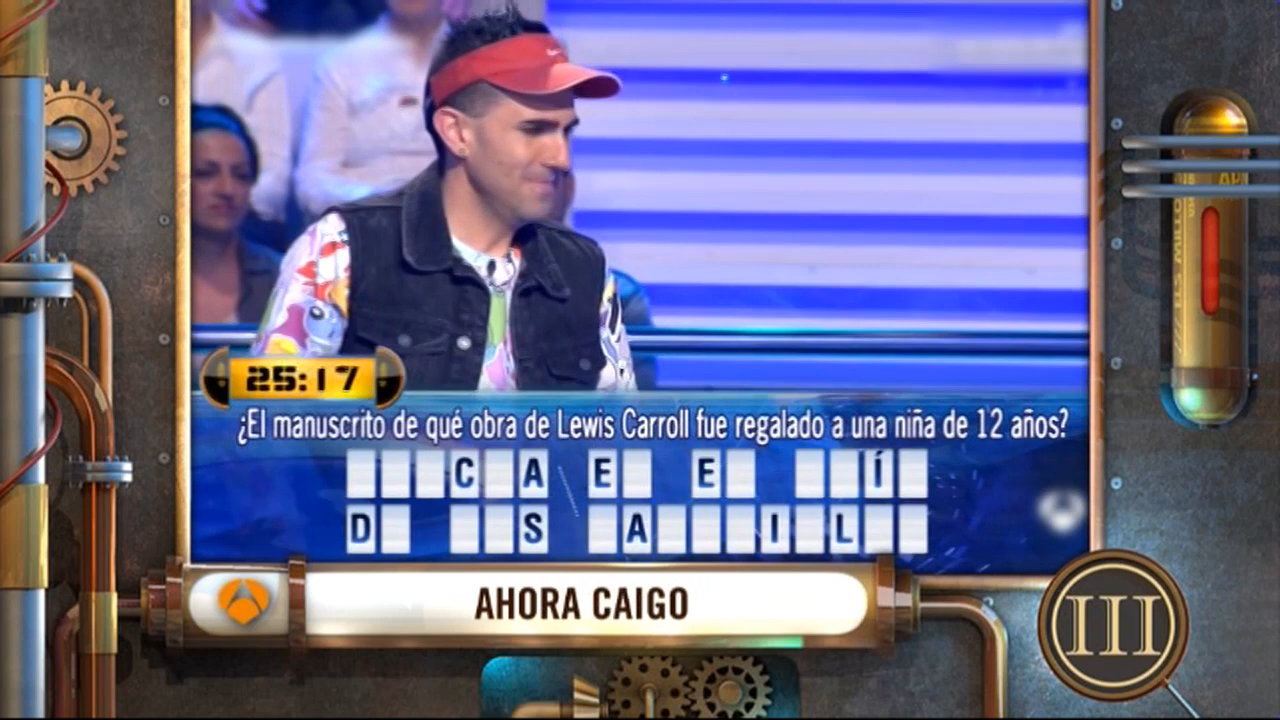 25:17
¿El manuscrito de qué obra de Lewis Carroll fue regalado a una niña de 12 años?
C A E E Í
D S A I L
AHORA CAIGO
III